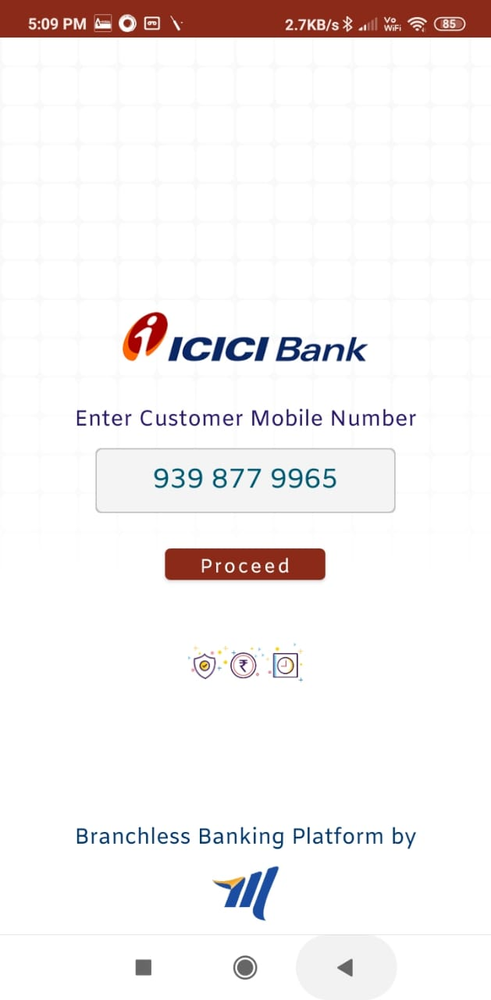 5:09 PM 2.7KB/s Vo WiFi 85
i ICICI Bank
Enter Customer Mobile Number
939 877 9965
Proceed
₹
Branchless Banking Platform by